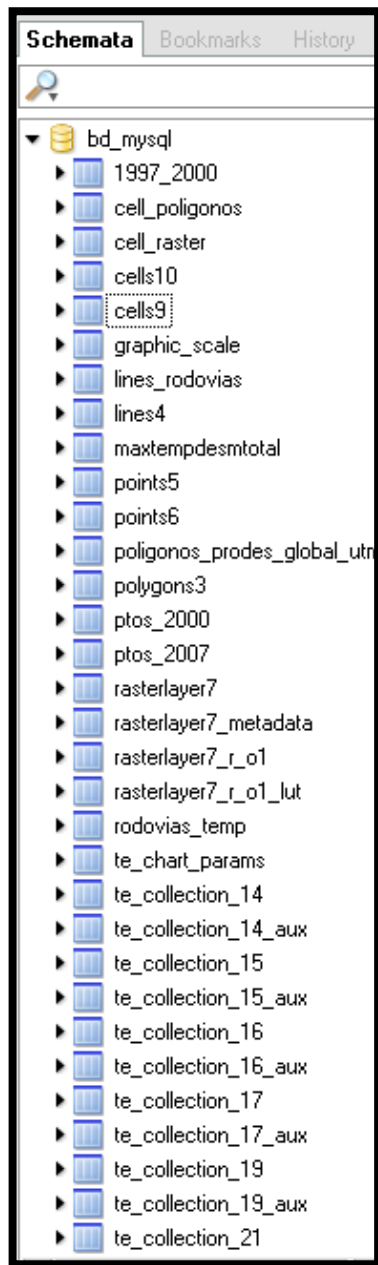 Schemata Bookmarks History
bd_mysql
1997_2000
cell_poligonos
cell_raster
cells10
cells9
graphic_scale
lines_rodovias
lines4
maxtempdesmtotal
points5
points6
poligonos_prodes_global_utm
polygons3
ptos_2000
ptos_2007
rasterlayer7
rasterlayer7_metadata
rasterlayer7_r_o1
rasterlayer7_r_o1_lut
rodovias_temp
te_chart_params
te_collection_14
te_collection_14_aux
te_collection_15
te_collection_15_aux
te_collection_16
te_collection_16_aux
te_collection_17
te_collection_17_aux
te_collection_19
te_collection_19_aux
te_collection_21